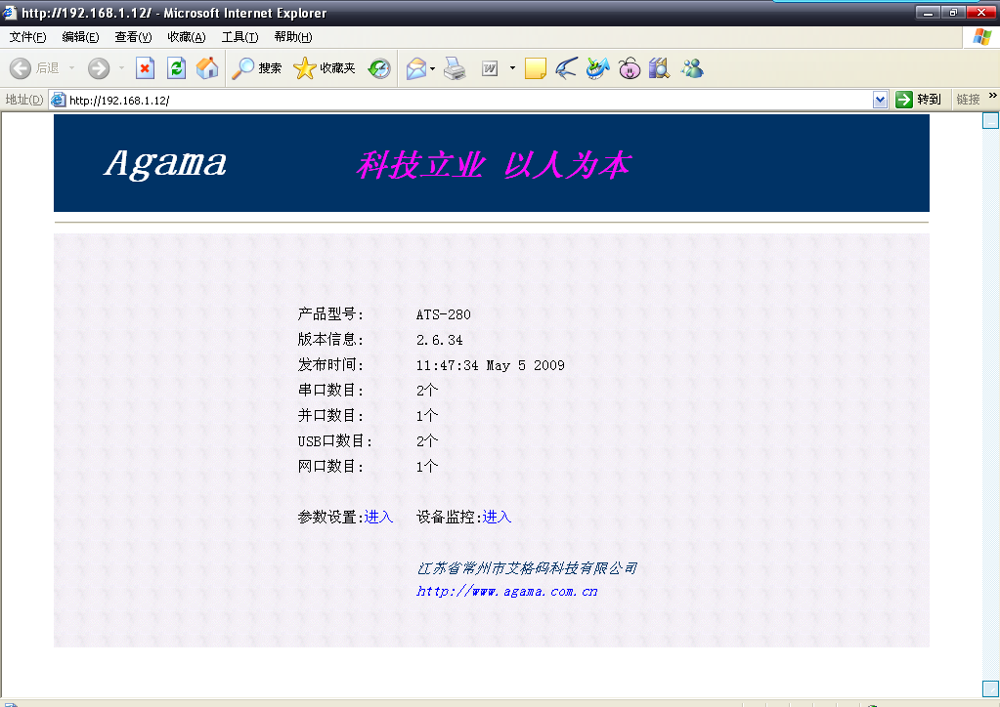 http://192.168.1.12/ - Microsoft Internet Explorer
文件(F) 编辑(E) 查看(V) 收藏(A) 工具(T) 帮助(H)
后退 搜索 收藏夹
地址(D) http://192.168.1.12/ 转到 链接 »
Agama 科技立业 以人为本
产品型号: ATS-280
版本信息: 2.6.34
发布时间: 11:47:34 May 5 2009
串口数目: 2个
并口数目: 1个
USB口数目: 2个
网口数目: 1个
参数设置:进入 设备监控:进入
江苏省常州市艾格码科技有限公司
http://www.agama.com.cn